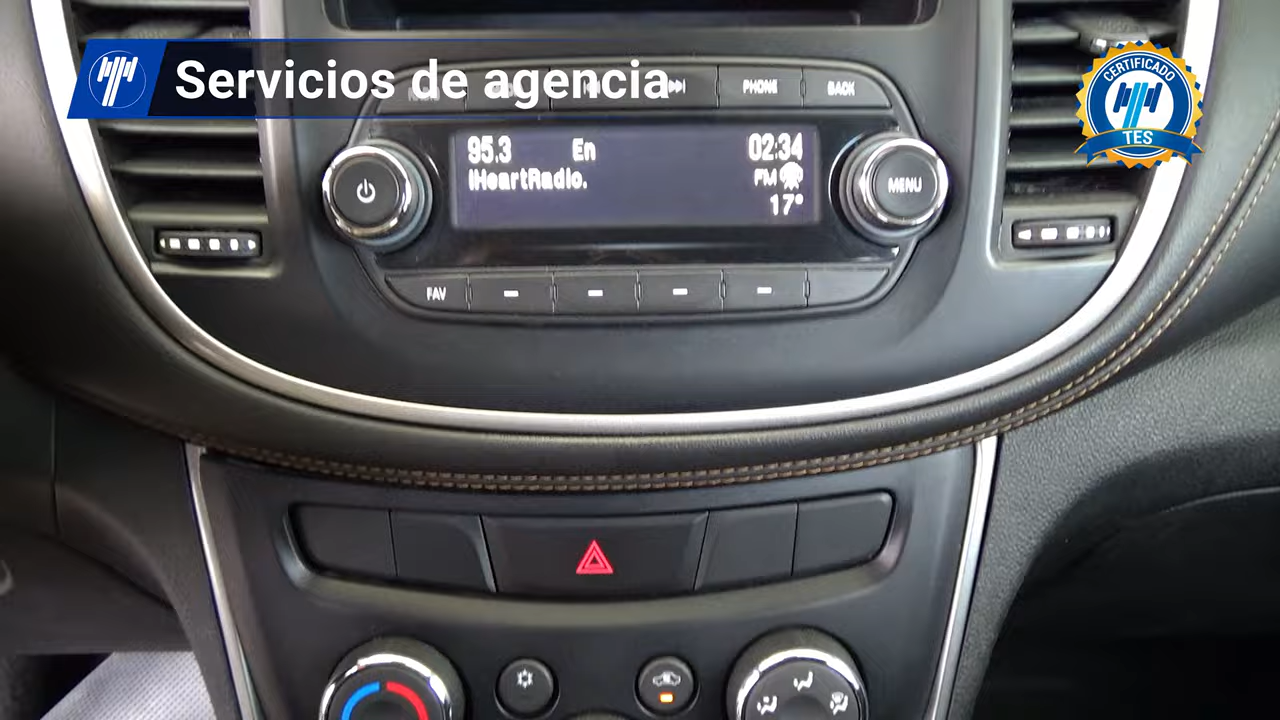 Servicios de agencia
CERTIFICADO
TES
PHONE
BACK
95.3 En 02:34
iHeartRadio. FM
17°
MENU
FAV